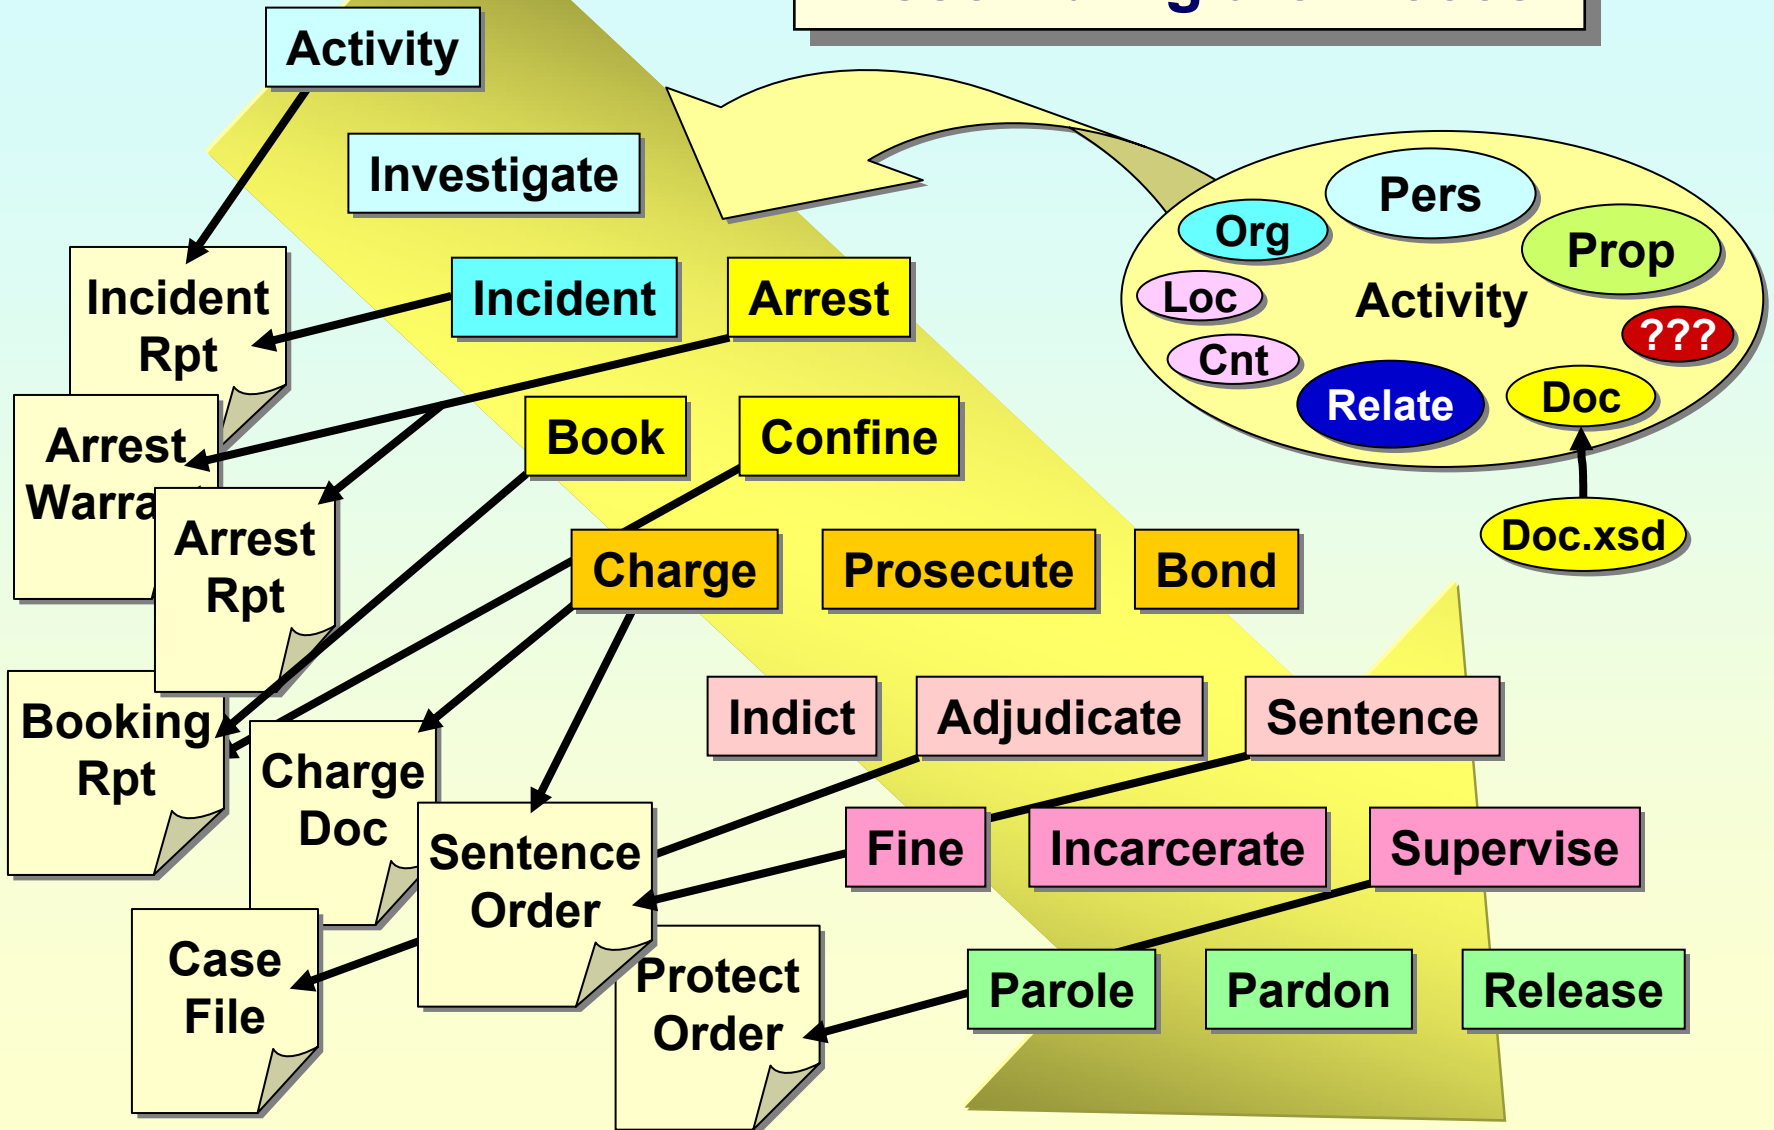 Activity
Investigate
Pers
Org
Prop
Loc
Activity
???
Cnt
Relate
Doc
Doc.xsd
Incident
Rpt
Incident
Arrest
Arrest
Book
Confine
Arrest
Rpt
Charge
Prosecute
Bond
Booking
Rpt
Indict
Adjudicate
Sentence
Charge
Doc
Sentence
Order
Fine
Incarcerate
Supervise
Case
File
Protect
Order
Parole
Pardon
Release